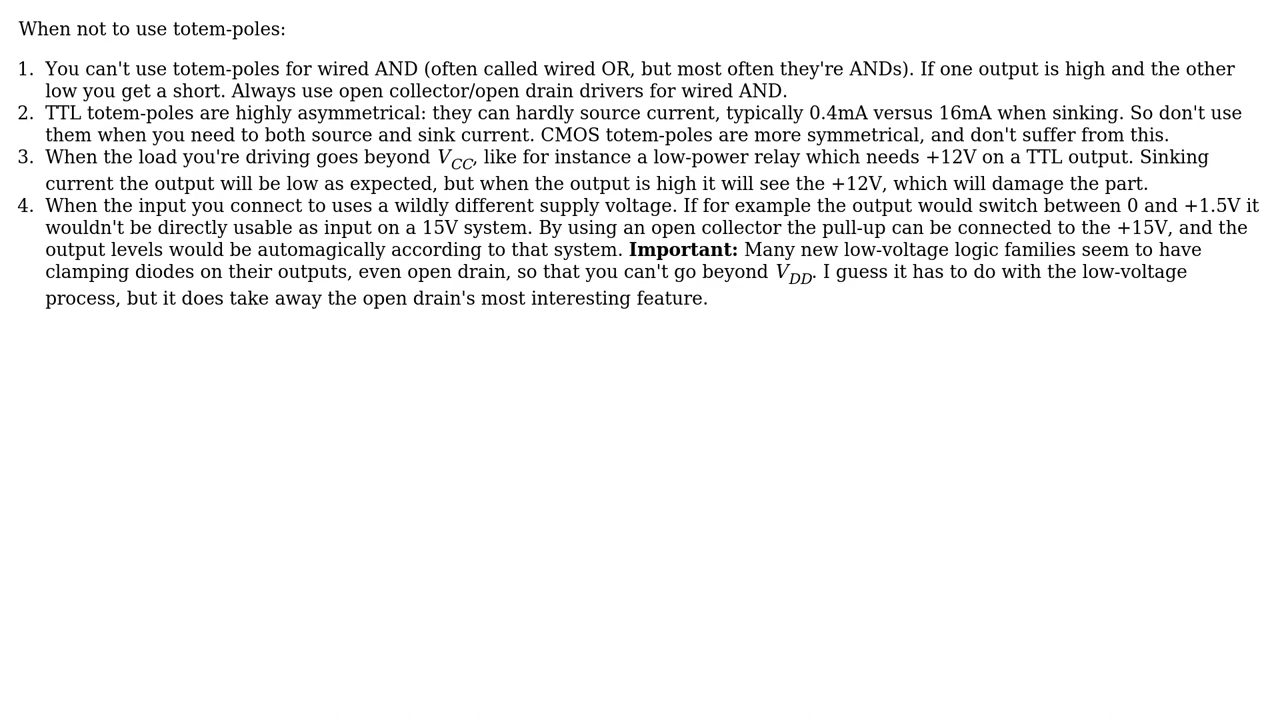 When not to use totem-poles:
1. You can't use totem-poles for wired AND (often called wired OR, but most often they're ANDs). If one output is high and the other
low you get a short. Always use open collector/open drain drivers for wired AND.
2. TTL totem-poles are highly asymmetrical: they can hardly source current, typically 0.4mA versus 16mA when sinking. So don't use
them when you need to both source and sink current. CMOS totem-poles are more symmetrical, and don't suffer from this.
3. When the load you're driving goes beyond V_CC, like for instance a low-power relay which needs +12V on a TTL output. Sinking
current the output will be low as expected, but when the output is high it will see the +12V, which will damage the part.
4. When the input you connect to uses a wildly different supply voltage. If for example the output would switch between 0 and +1.5V it
wouldn't be directly usable as input on a 15V system. By using an open collector the pull-up can be connected to the +15V, and the
output levels would be automagically according to that system. Important: Many new low-voltage logic families seem to have
clamping diodes on their outputs, even open drain, so that you can't go beyond V_DD. I guess it has to do with the low-voltage
process, but it does take away the open drain's most interesting feature.